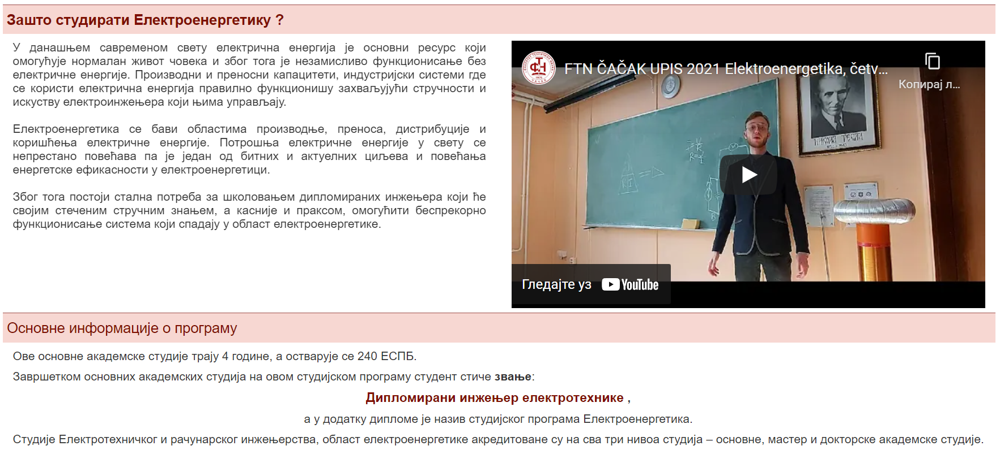 Зашто студирати Електроенергетику ?
У данашњем савременом свету електрична енергија је основни ресурс који
омогућује нормалан живот човека и због тога је незамисливо функционисање без
електричне енергије. Производни и преносни капацитети, индустријски системи где
се користи електрична енергија правилно функционишу захваљујући стручности и
искуству електроинжењера који њима управљају.
Електроенергетика се бави областима производње, преноса, дистрибуције и
коришћења електричне енергије. Потрошња електричне енергије у свету се
непрестано повећава па је један од битних и актуелних циљева и повећања
енергетске ефикасности у електроенергетици.
Због тога постоји стална потреба за школовањем дипломираних инжењера који ће
својим стеченим стручним знањем, а касније и праксом, омогућити беспрекорно
функционисање система који спадају у област електроенергетике.
FTN ČAČAK UPIS 2021 Elektroenergetika, četv...
Копирај л...
НИКОЛА ТЕСЛА
Гледајте уз YouTube
Основне информације о програму
Ове основне академске студије трају 4 године, а остварује се 240 ЕСПБ.
Завршетком основних академских студија на овом студијском програму студент стиче звање:
Дипломирани инжењер електротехнике ,
а у додатку дипломе је назив студијског програма Електроенергетика.
Студије Електротехничког и рачунарског инжењерства, област електроенергетике акредитоване су на сва три нивоа студија – основне, мастер и докторске академске студије.